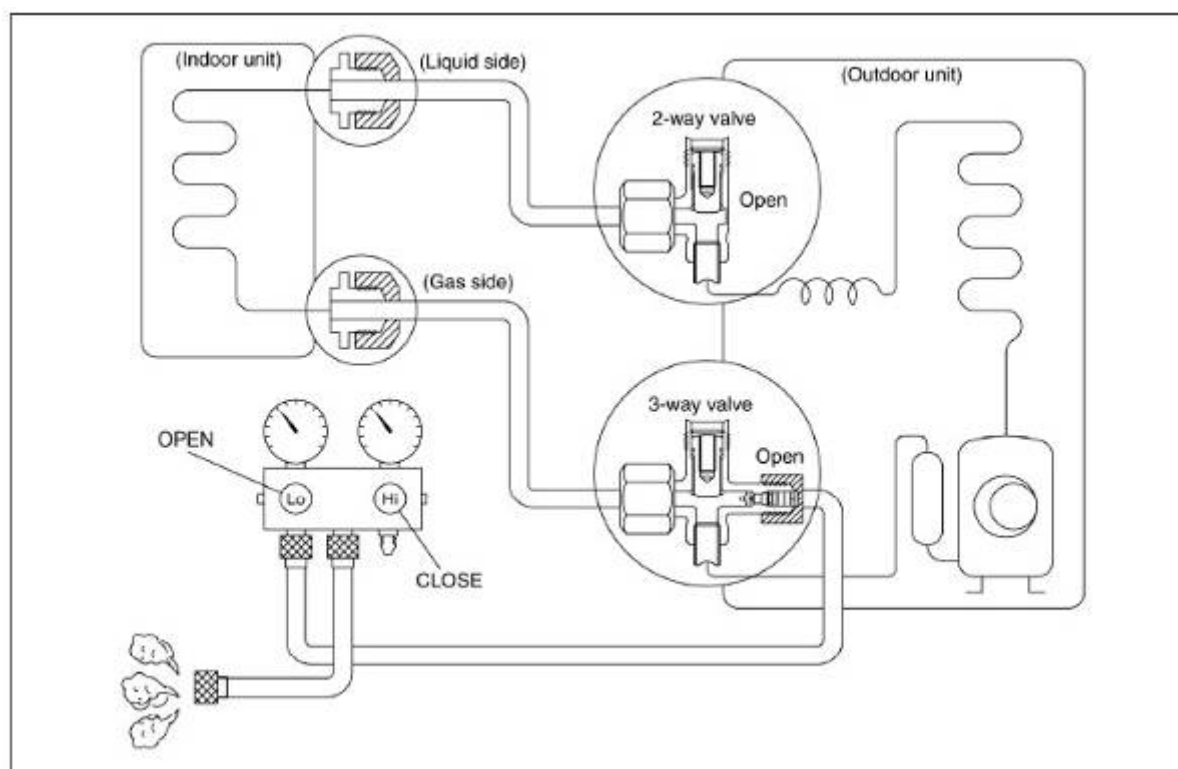 (Indoor unit)
(Liquid side)
(Outdoor unit)
2-way valve
Open
(Gas side)
3-way valve
Open
OPEN
Lo
Hi
CLOSE